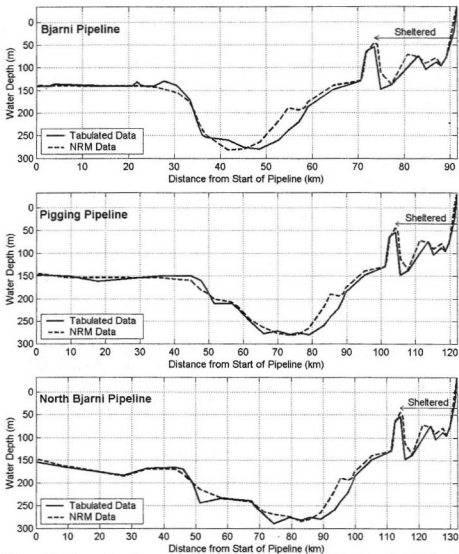 Bjarni Pipeline
Sheltered
0
50
100
150
200
250
300
Water Depth (m)
Tabulated Data
NRM Data
0 10 20 30 40 50 60 70 80 90
Distance from Start of Pipeline (km)
Pigging Pipeline
Sheltered
0
50
100
150
200
250
300
Water Depth (m)
Tabulated Data
NRM Data
0 10 20 30 40 50 60 70 80 90 100 110 120
Distance from Start of Pipeline (km)
North Bjarni Pipeline
Sheltered
0
50
100
150
200
250
300
Water Depth (m)
Tabulated Data
NRM Data
0 10 20 30 40 50 60 70 80 90 100 110 120 130
Distance from Start of Pipeline (km)